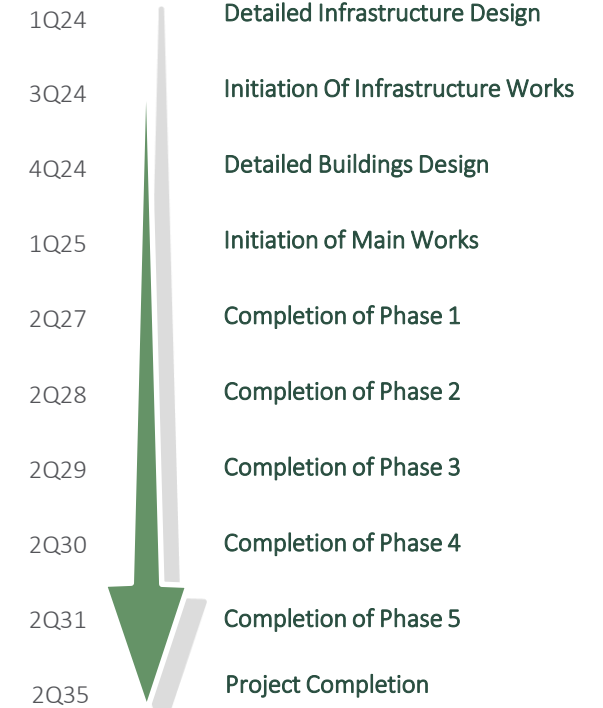 1Q24 Detailed Infrastructure Design
3Q24 Initiation Of Infrastructure Works
4Q24 Detailed Buildings Design
1Q25 Initiation of Main Works
2Q27 Completion of Phase 1
2Q28 Completion of Phase 2
2Q29 Completion of Phase 3
2Q30 Completion of Phase 4
2Q31 Completion of Phase 5
2Q35 Project Completion